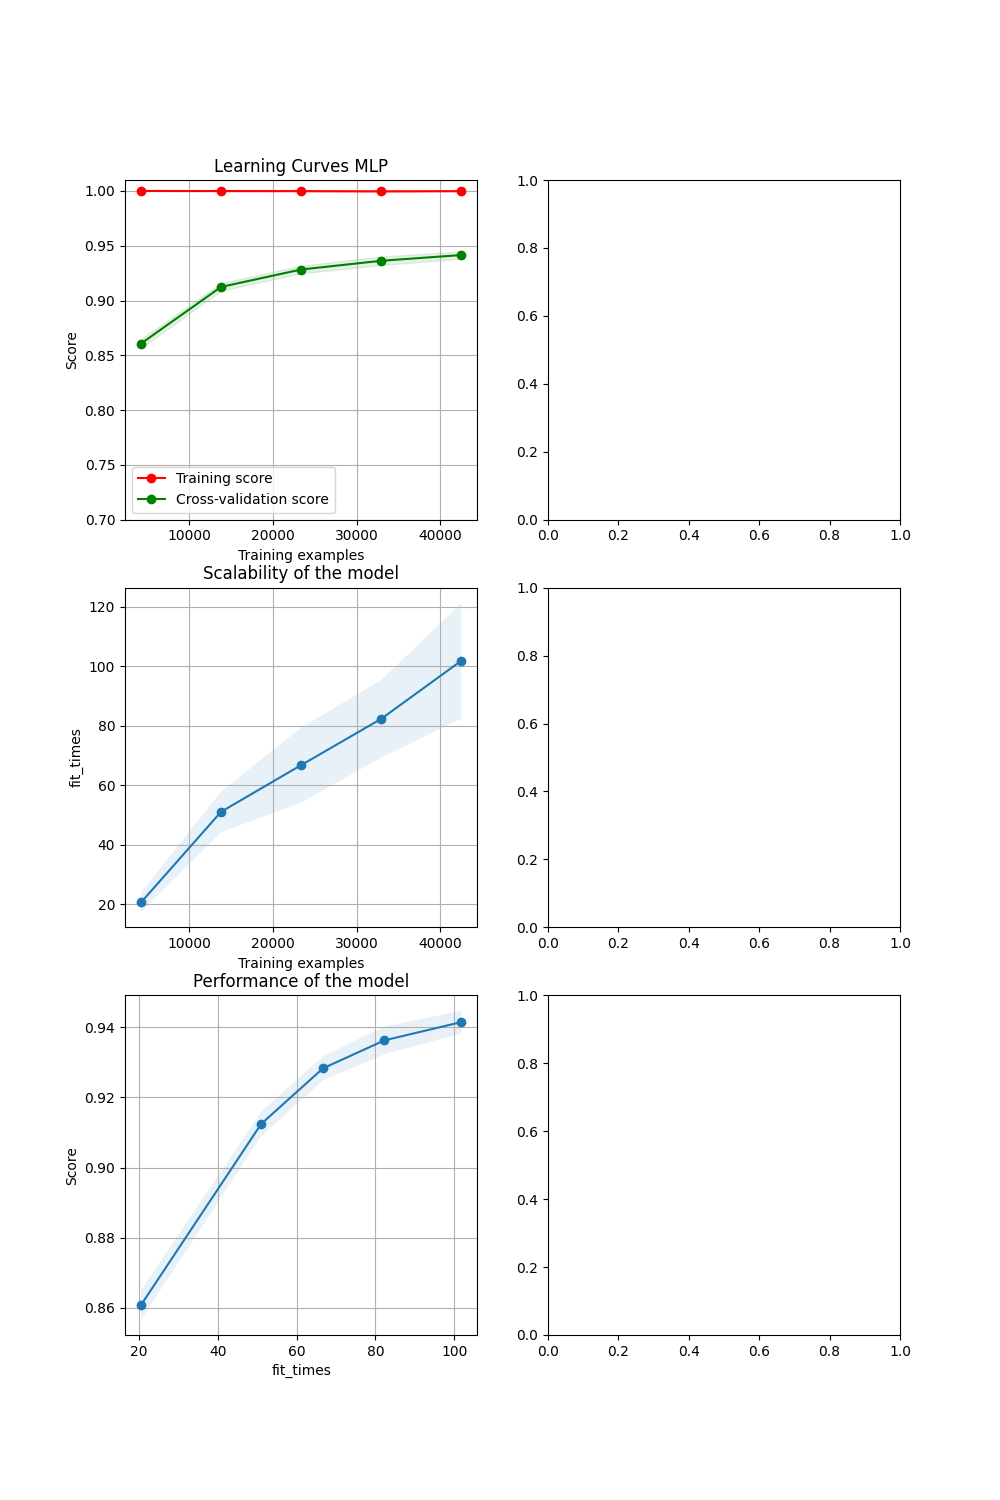 Learning Curves MLP
1.00
0.95
0.90
0.85
0.80
0.75
0.70
Score
Training score
Cross-validation score
10000 20000 30000 40000
Training examples
1.0
0.8
0.6
0.4
0.2
0.0
0.0 0.2 0.4 0.6 0.8 1.0
Scalability of the model
120
100
80
60
40
20
fit_times
10000 20000 30000 40000
Training examples
1.0
0.8
0.6
0.4
0.2
0.0
0.0 0.2 0.4 0.6 0.8 1.0
Performance of the model
0.94
0.92
0.90
0.88
0.86
Score
20 40 60 80 100
fit_times
1.0
0.8
0.6
0.4
0.2
0.0
0.0 0.2 0.4 0.6 0.8 1.0